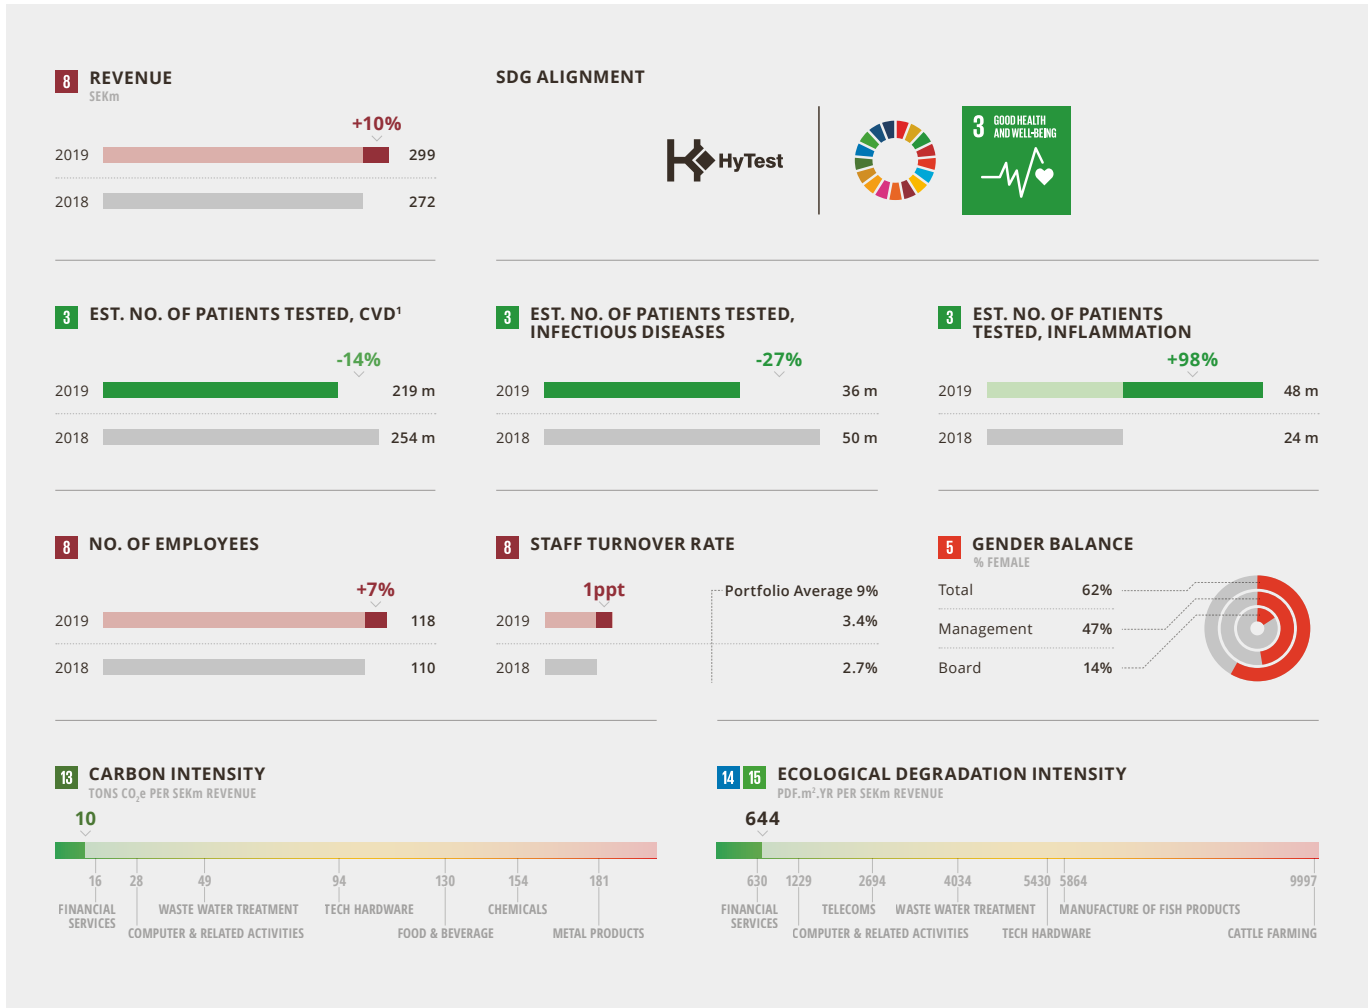 8 REVENUE
SEKm
+10%
2019 299
2018 272
SDG ALIGNMENT
HyTest
3 GOOD HEALTH
AND WELL-BEING
3 EST. NO. OF PATIENTS TESTED, CVD¹
-14%
2019 219 m
2018 254 m
3 EST. NO. OF PATIENTS TESTED,
INFECTIOUS DISEASES
-27%
2019 36 m
2018 50 m
3 EST. NO. OF PATIENTS
TESTED, INFLAMMATION
+98%
2019 48 m
2018 24 m
8 NO. OF EMPLOYEES
+7%
2019 118
2018 110
8 STAFF TURNOVER RATE
1ppt
Portfolio Average 9%
2019 3.4%
2018 2.7%
5 GENDER BALANCE
% FEMALE
Total 62%
Management 47%
Board 14%
13 CARBON INTENSITY
TONS CO₂e PER SEKm REVENUE
10
16 28 49 94 130 154 181
FINANCIAL
SERVICES
WASTE WATER TREATMENT
TECH HARDWARE
CHEMICALS
COMPUTER & RELATED ACTIVITIES
FOOD & BEVERAGE
METAL PRODUCTS
14 15 ECOLOGICAL DEGRADATION INTENSITY
PDF.m².YR PER SEKm REVENUE
644
630 1229 2694 4034 5430 5864 9997
FINANCIAL
SERVICES
TELECOMS
WASTE WATER TREATMENT
MANUFACTURE OF FISH PRODUCTS
COMPUTER & RELATED ACTIVITIES
TECH HARDWARE
CATTLE FARMING